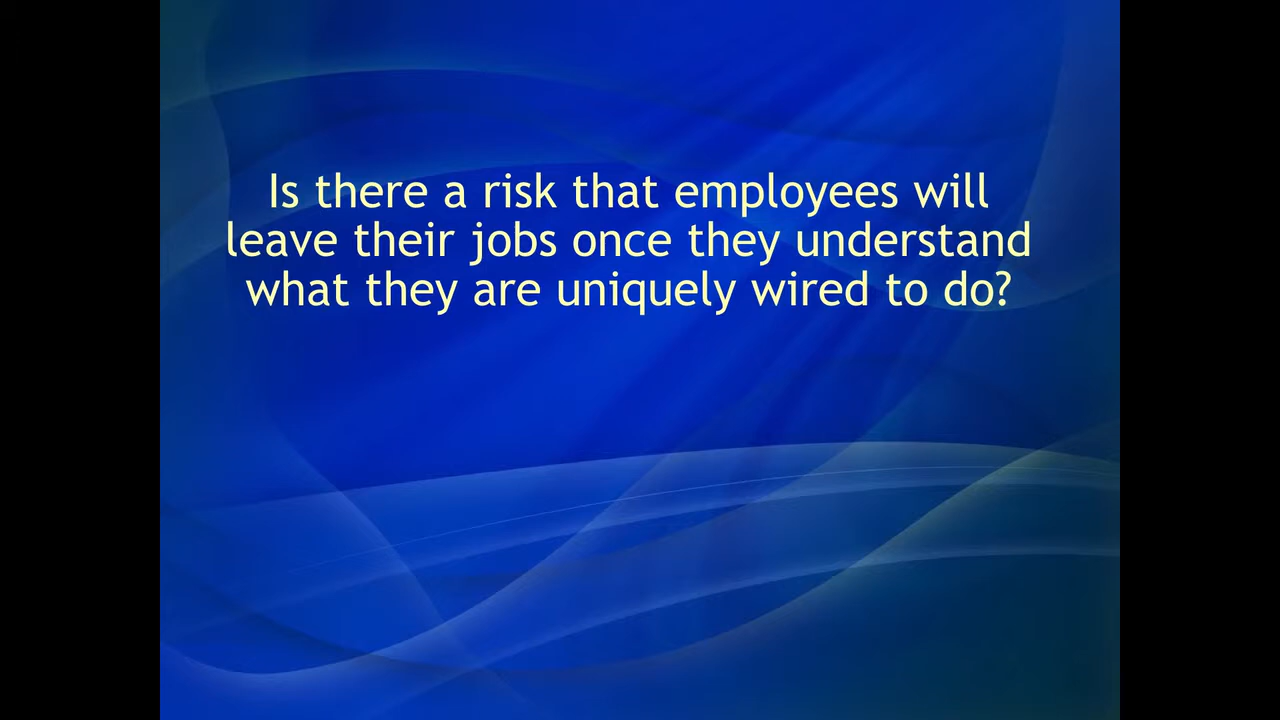 Is there a risk that employees will
leave their jobs once they understand
what they are uniquely wired to do?